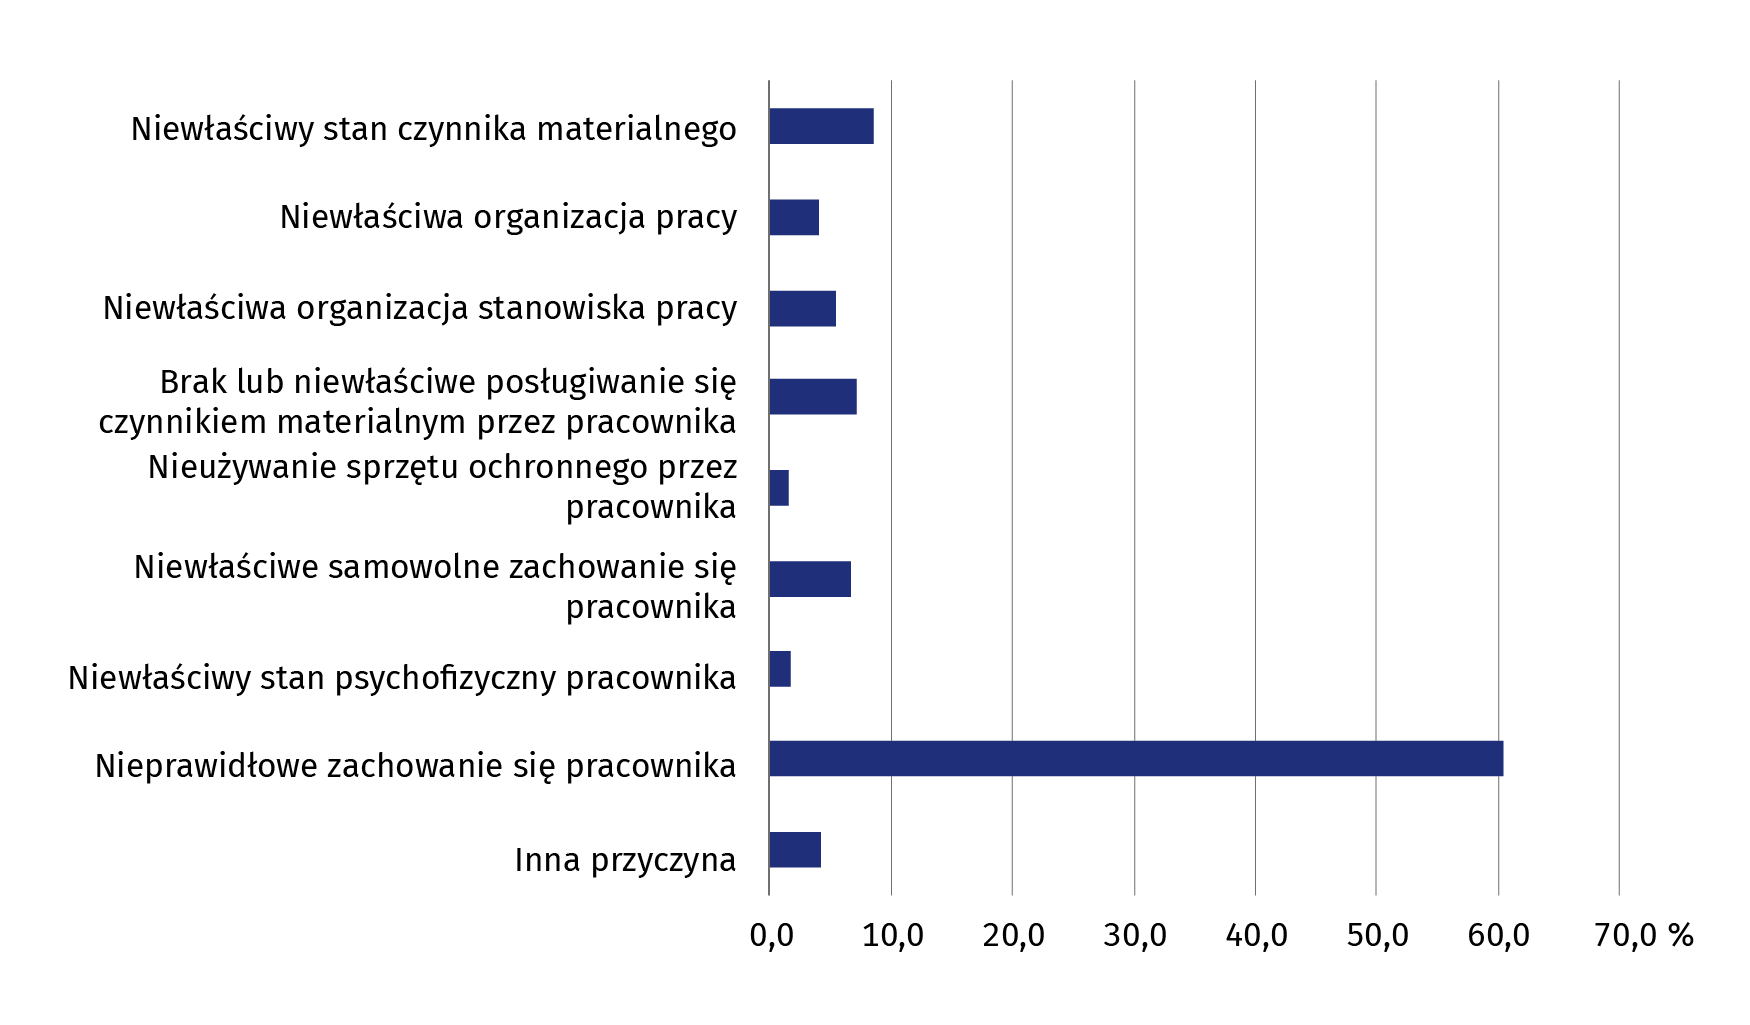 Niewłaściwy stan czynnika materialnego
Niewłaściwa organizacja pracy
Niewłaściwa organizacja stanowiska pracy
Brak lub niewłaściwe posługiwanie się
czynnikiem materialnym przez pracownika
Nieużywanie sprzętu ochronnego przez
pracownika
Niewłaściwe samowolne zachowanie się
pracownika
Niewłaściwy stan psychofizyczny pracownika
Nieprawidłowe zachowanie się pracownika
Inna przyczyna
0,0 10,0 20,0 30,0 40,0 50,0 60,0 70,0 %